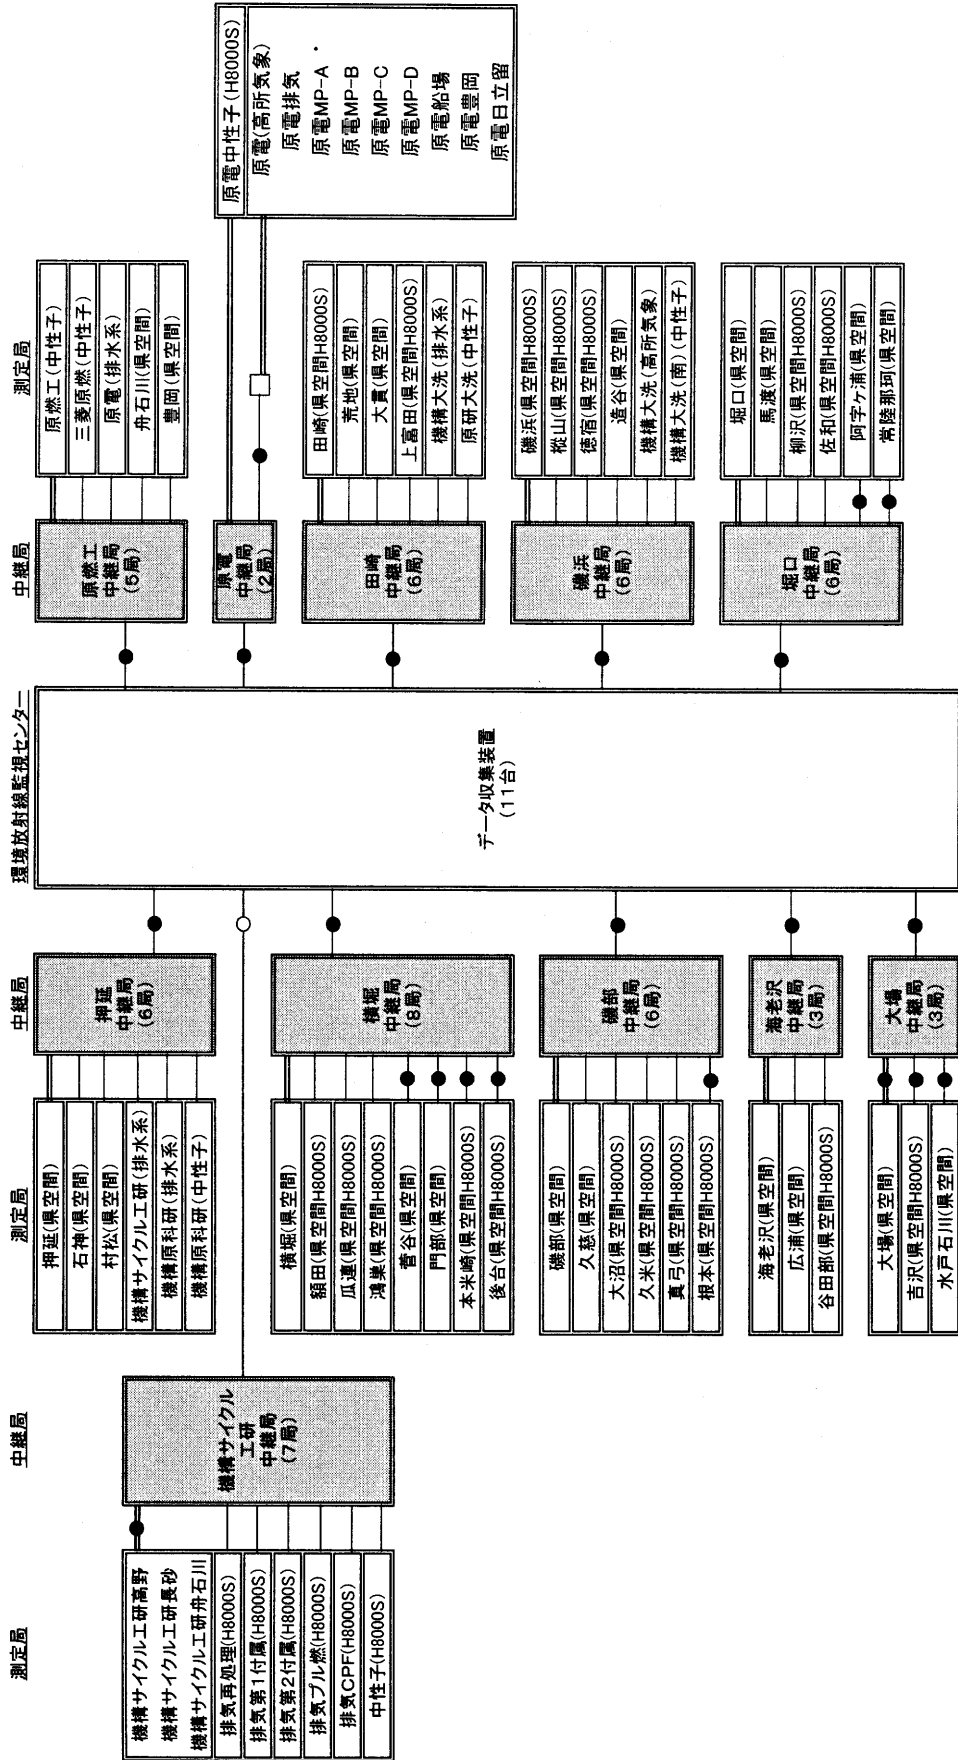 測定局
中継局
測定局
中継局
環境放射線監視センター
中継局
測定局
機構サイクル工研高野
機構サイクル工研長砂
機構サイクル工研舟石川
排気再処理(H8000S)
排気第1付属(H8000S)
排気第2付属(H8000S)
排気プル燃(H8000S)
排気CPF(H8000S)
中性子(H8000S)
機構サイクル
工研
中継局
(7局)
押延(県空間)
石神(県空間)
村松(県空間)
機構サイクル工研(排水系)
機構原科研(排水系)
機構原科研(中性子)
押延
中継局
(6局)
横堀(県空間)
額田(県空間H8000S)
瓜連(県空間H8000S)
鴻巣(県空間H8000S)
菅谷(県空間)
門部(県空間)
本米崎(県空間H8000S)
後台(県空間H8000S)
横堀
中継局
(8局)
磯部(県空間)
久慈(県空間)
大沼(県空間H8000S)
久米(県空間H8000S)
真弓(県空間H8000S)
根本(県空間H8000S)
磯部
中継局
(6局)
海老沢(県空間)
広浦(県空間)
谷田部(県空間H8000S)
海老沢
中継局
(3局)
大場(県空間)
吉沢(県空間H8000S)
水戸石川(県空間)
大場
中継局
(3局)
データ収集装置
(11台)
原燃工
中継局
(5局)
原燃工(中性子)
三菱原燃(中性子)
原電(排水系)
舟石川(県空間)
豊岡(県空間)
原電
中継局
(2局)
原電中性子(H8000S)
原電(高所気象)
原電排気
原電MP-A
原電MP-B
原電MP-C
原電MP-D
原電船場
原電豊岡
原電日立留
田崎
中継局
(6局)
田崎(県空間H8000S)
荒地(県空間)
大貫(県空間)
上富田(県空間H8000S)
機構大洗(排水系)
原研大洗(中性子)
磯浜
中継局
(6局)
磯浜(県空間H8000S)
樅山(県空間H8000S)
徳宿(県空間H8000S)
造谷(県空間)
機構大洗(高所気象)
機構大洗(南)(中性子)
堀口
中継局
(6局)
堀口(県空間)
馬渡(県空間)
柳沢(県空間H8000S)
佐和(県空間H8000S)
阿字ヶ浦(県空間)
常陸那珂(県空間)